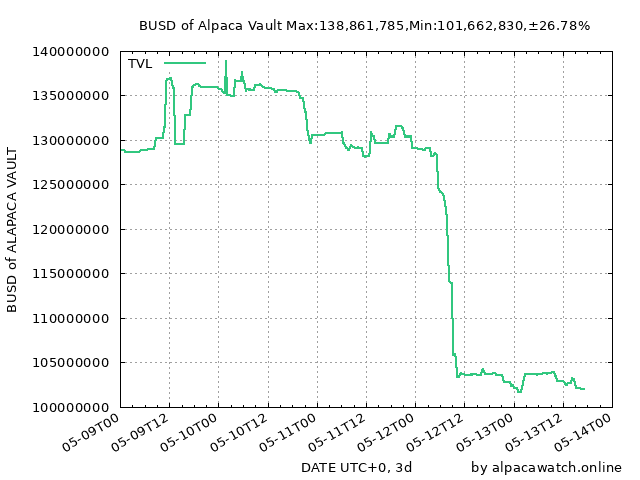 BUSD of Alpaca Vault Max:138,861,785,Min:101,662,830,±26.78%
TVL
140000000
135000000
130000000
125000000
120000000
115000000
110000000
105000000
100000000
BUSD of ALAPACA VAULT
05-09T00
05-09T12
05-10T00
05-10T12
05-11T00
05-11T12
05-12T00
05-12T12
05-13T00
05-13T12
05-14T00
DATE UTC+0, 3d
by alpacawatch.online